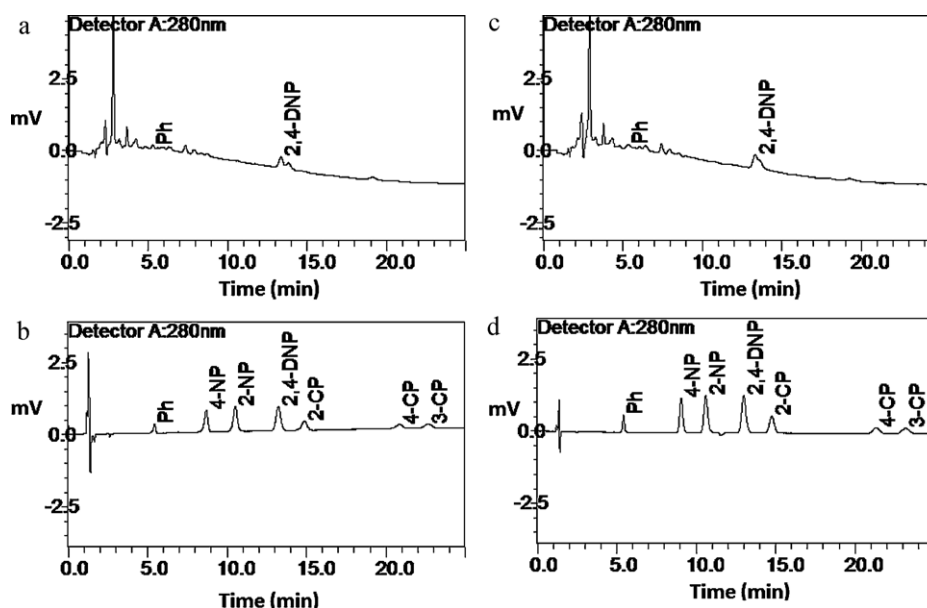 a
Detector A:280nm
2.5
mV
0.0
-2.5
Ph
2,4-DNP
0.0 5.0 10.0 15.0 20.0
Time (min)
c
Detector A:280nm
2.5
mV
0.0
-2.5
Ph
2,4-DNP
0.0 5.0 10.0 15.0 20.0
Time (min)
b
Detector A:280nm
2.5
mV
0.0
-2.5
Ph
4-NP
2-NP
2,4-DNP
2-CP
4-CP
3-CP
0.0 5.0 10.0 15.0 20.0
Time (min)
d
Detector A:280nm
2.5
mV
0.0
-2.5
Ph
4-NP
2-NP
2,4-DNP
2-CP
4-CP
3-CP
0.0 5.0 10.0 15.0 20.0
Time (min)